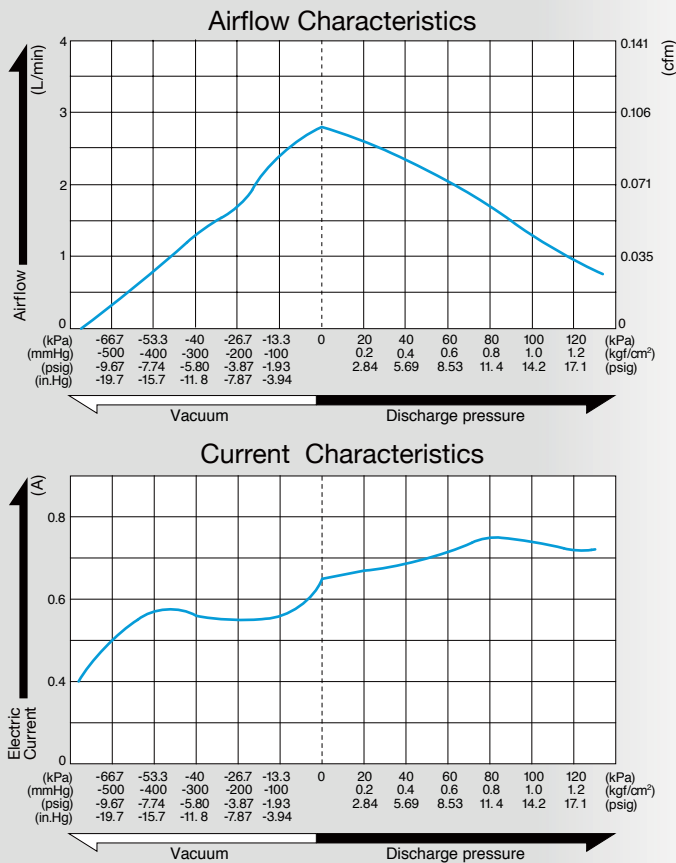 Airflow Characteristics
(L/min)
(cfm)
4
3
2
1
0
0.141
0.106
0.071
0.035
0
Airflow
(kPa) -667 -53.3 -40 -26.7 -13.3 0 20 40 60 80 100 120 (kPa)
(mmHg) -500 -400 -300 -200 -100 0.2 0.4 0.6 0.8 1.0 1.2 (kgf/cm²)
(psig) -9.67 -7.74 -5.80 -3.87 -1.93 2.84 5.69 8.53 11.4 14.2 17.1 (psig)
(in.Hg) -19.7 -15.7 -11.8 -7.87 -3.94
Vacuum Discharge pressure
Current Characteristics
(A)
0.8
0.6
0.4
0
Electric
Current
(kPa) -667 -53.3 -40 -26.7 -13.3 0 20 40 60 80 100 120 (kPa)
(mmHg) -500 -400 -300 -200 -100 0.2 0.4 0.6 0.8 1.0 1.2 (kgf/cm²)
(psig) -9.67 -7.74 -5.80 -3.87 -1.93 2.84 5.69 8.53 11.4 14.2 17.1 (psig)
(in.Hg) -19.7 -15.7 -11.8 -7.87 -3.94
Vacuum Discharge pressure